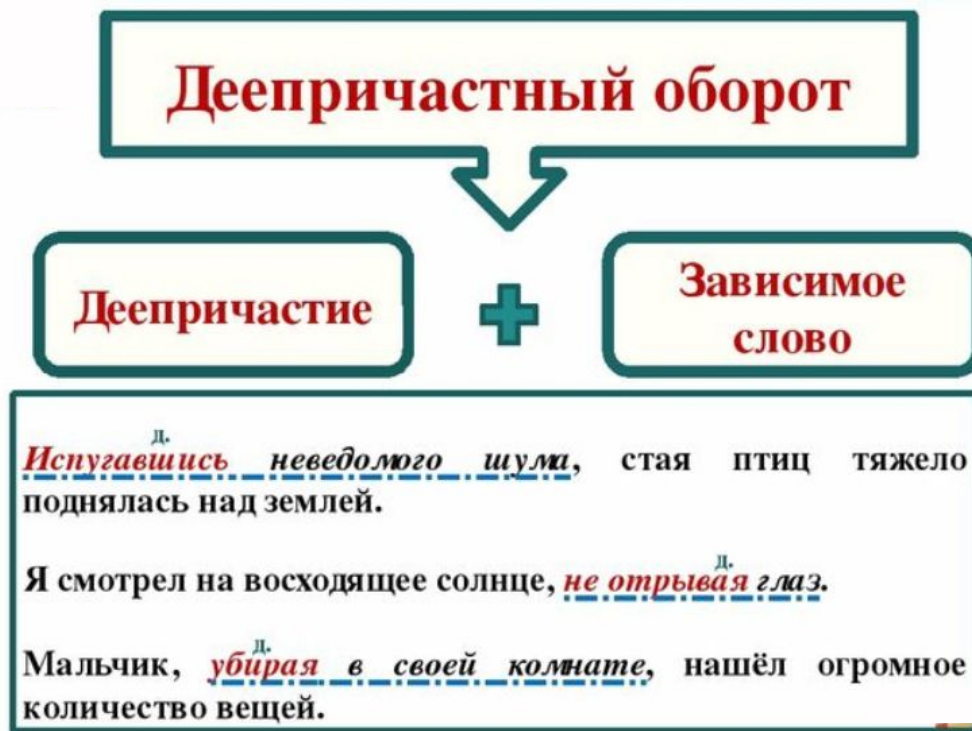 Деепричастный оборот
Деепричастие
Зависимое
слово
д.
Испугавшись неведомого шума, стая птиц тяжело
поднялась над землей.
д.
Я смотрел на восходящее солнце, не отрывая глаз.
д.
Мальчик, убирая в своей комнате, нашёл огромное
количество вещей.